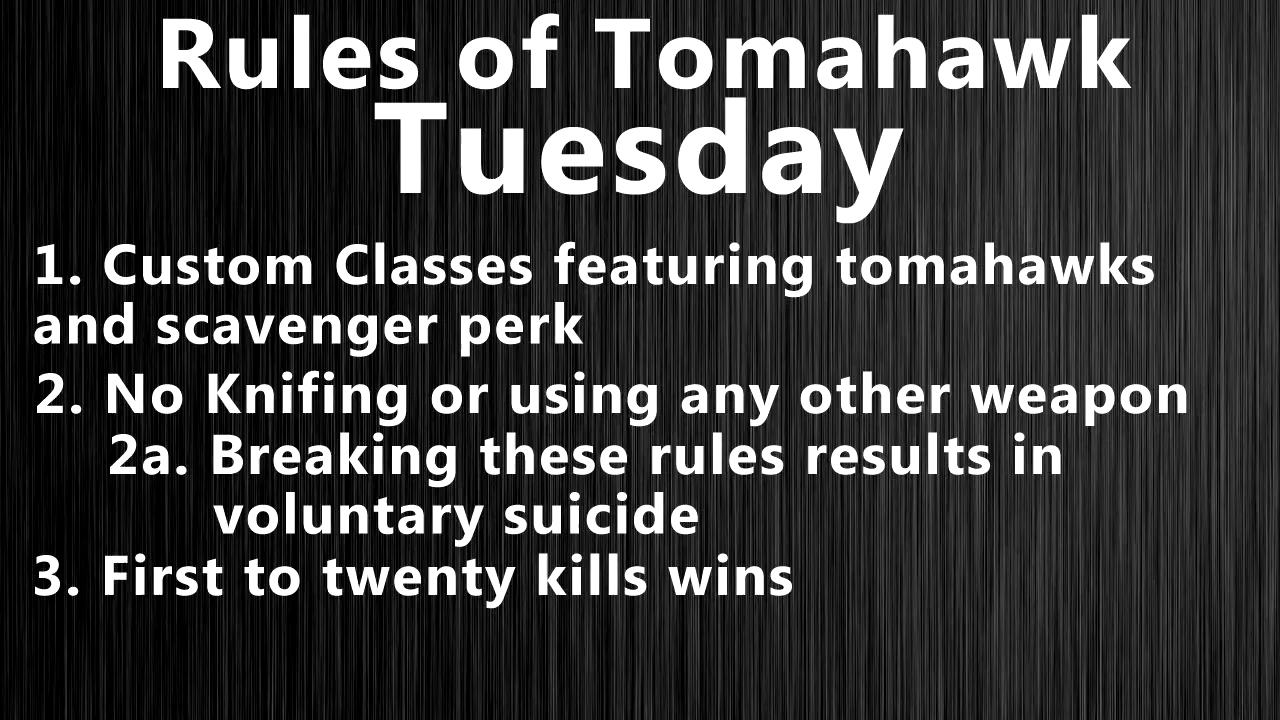 Rules of Tomahawk
Tuesday
1. Custom Classes featuring tomahawks
and scavenger perk
2. No Knifing or using any other weapon
2a. Breaking these rules results in
voluntary suicide
3. First to twenty kills wins